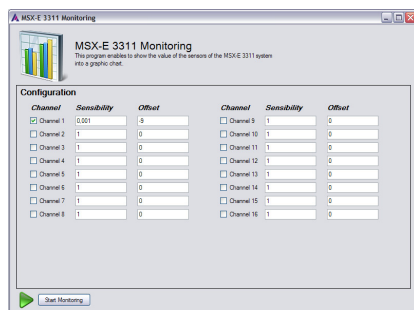 MSX-E 3311 Monitoring
MSX-E 3311 Monitoring
This program enables to show the value of the sensors of the MSX-E 3311 system
into a graphic chart.
Configuration
Channel Sensibility Offset Channel Sensibility Offset
Channel 1 0.001 -9 Channel 9 1 0
Channel 2 1 0 Channel 10 1 0
Channel 3 1 0 Channel 11 1 0
Channel 4 1 0 Channel 12 1 0
Channel 5 1 0 Channel 13 1 0
Channel 6 1 0 Channel 14 1 0
Channel 7 1 0 Channel 15 1 0
Channel 8 1 0 Channel 16 1 0
Start Monitoring